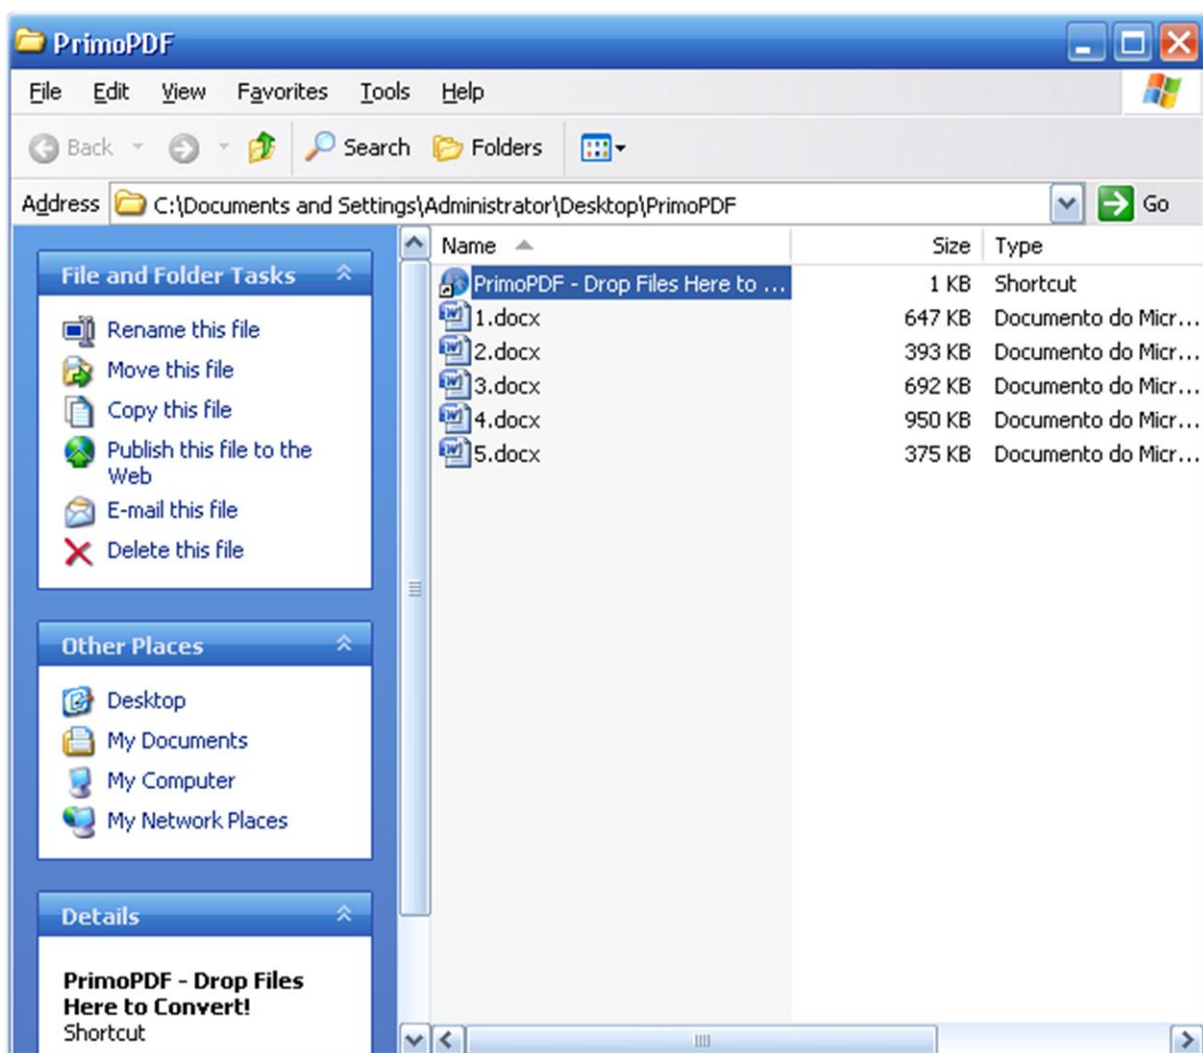 PrimoPDF
File Edit View Favorites Tools Help
Back Search Folders
Address C:\Documents and Settings\Administrator\Desktop\PrimoPDF Go
File and Folder Tasks
Rename this file
Move this file
Copy this file
Publish this file to the
Web
E-mail this file
Delete this file
Other Places
Desktop
My Documents
My Computer
My Network Places
Details
PrimoPDF - Drop Files
Here to Convert!
Shortcut
Name Size Type
PrimoPDF - Drop Files Here to ... 1 KB Shortcut
1.docx 647 KB Documento do Micr...
2.docx 393 KB Documento do Micr...
3.docx 692 KB Documento do Micr...
4.docx 950 KB Documento do Micr...
5.docx 375 KB Documento do Micr...